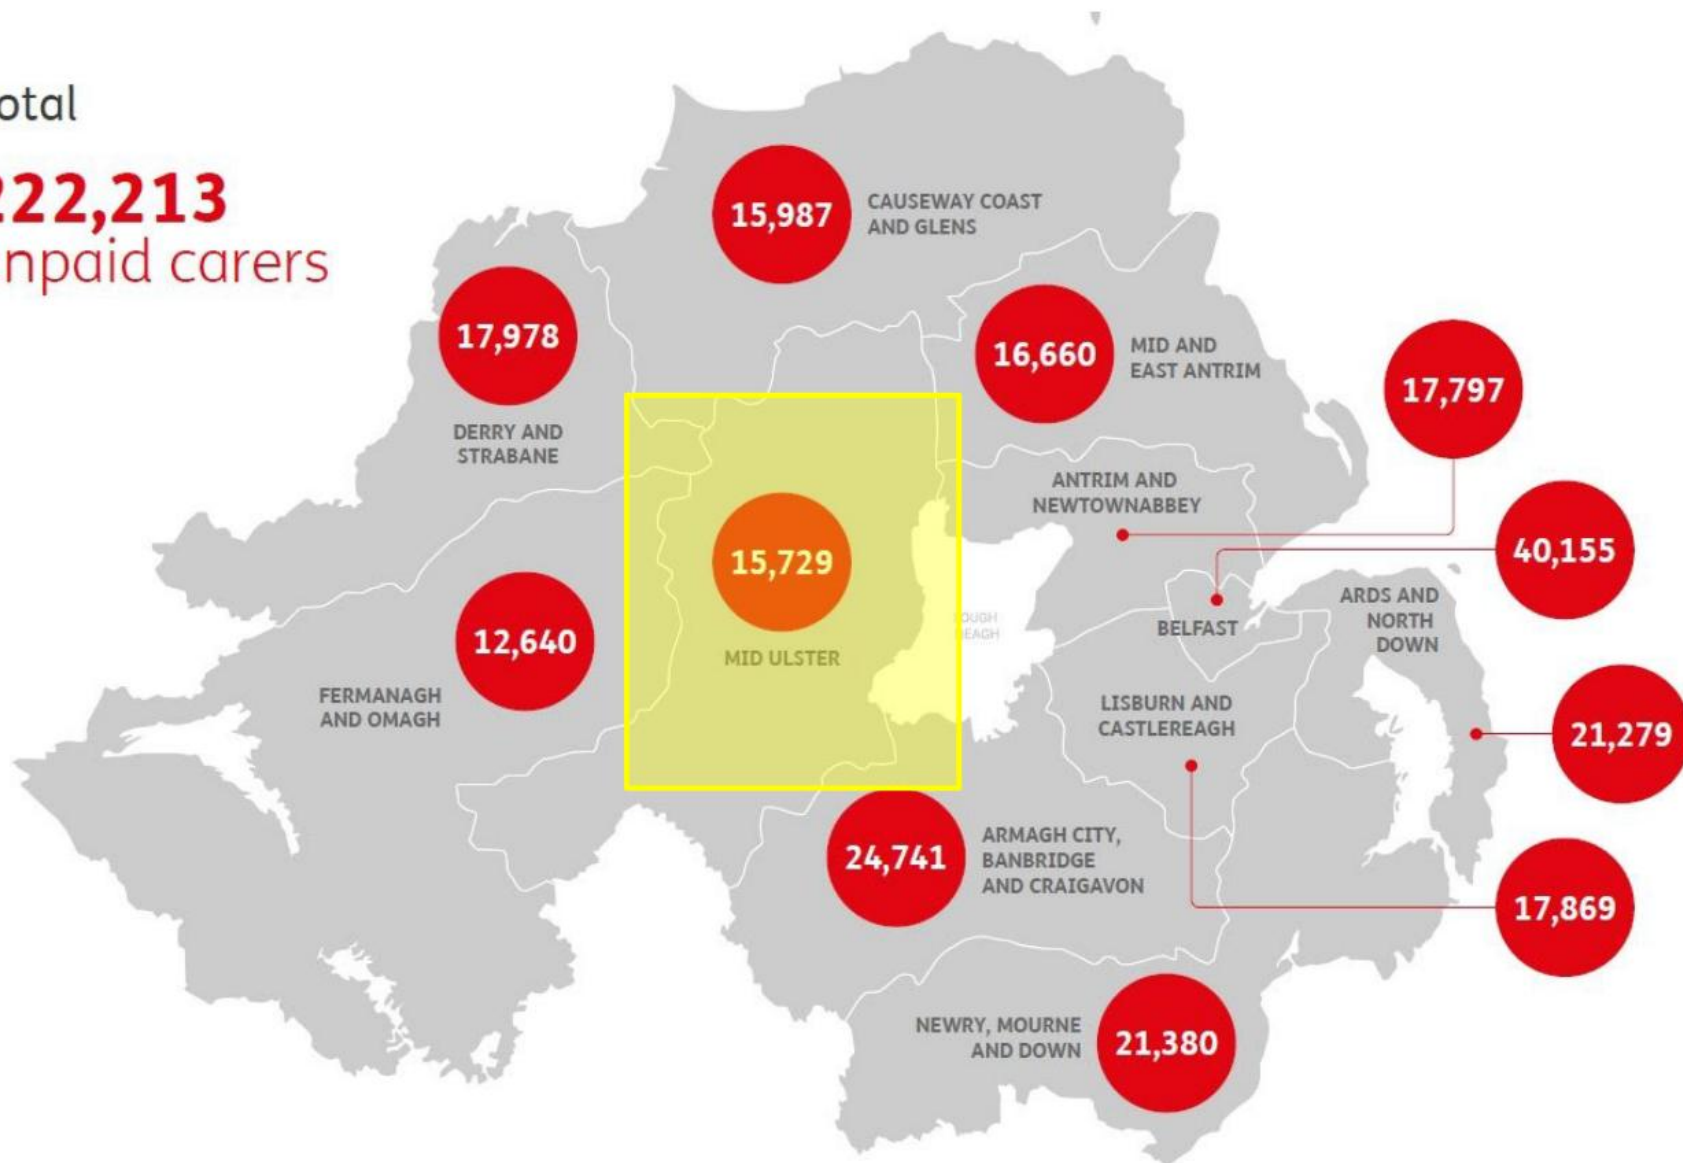 otal
222,213
npaid carers
15,987
CAUSEWAY COAST
AND GLENS
17,978
DERRY AND
STRABANE
16,660
MID AND
EAST ANTRIM
17,797
ANTRIM AND
NEWTOWNABBEY
40,155
BELFAST
15,729
MID ULSTER
12,640
FERMANAGH
AND OMAGH
OUGH
EAGH
ARDS AND
NORTH
DOWN
21,279
LISBURN AND
CASTLEREAGH
17,869
24,741
ARMAGH CITY,
BANBRIDGE
AND CRAIGAVON
NEWRY, MOURNE
AND DOWN
21,380